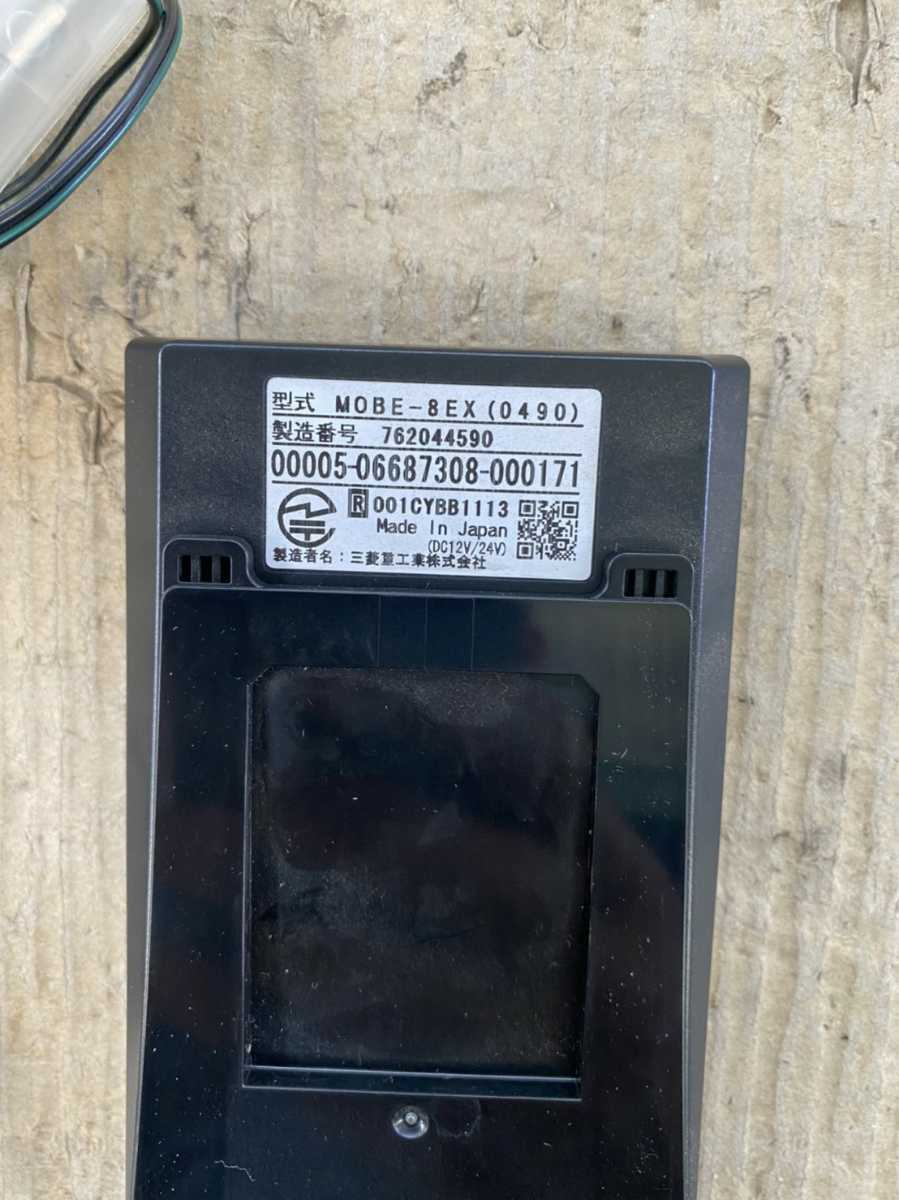 型式 MOBE-8EX(0490)
製造番号 762044590
00005-06687308-000171
R 001CYBB1113
Made In Japan
(DC12V/24V)
製造者名：三菱重工業株式会社